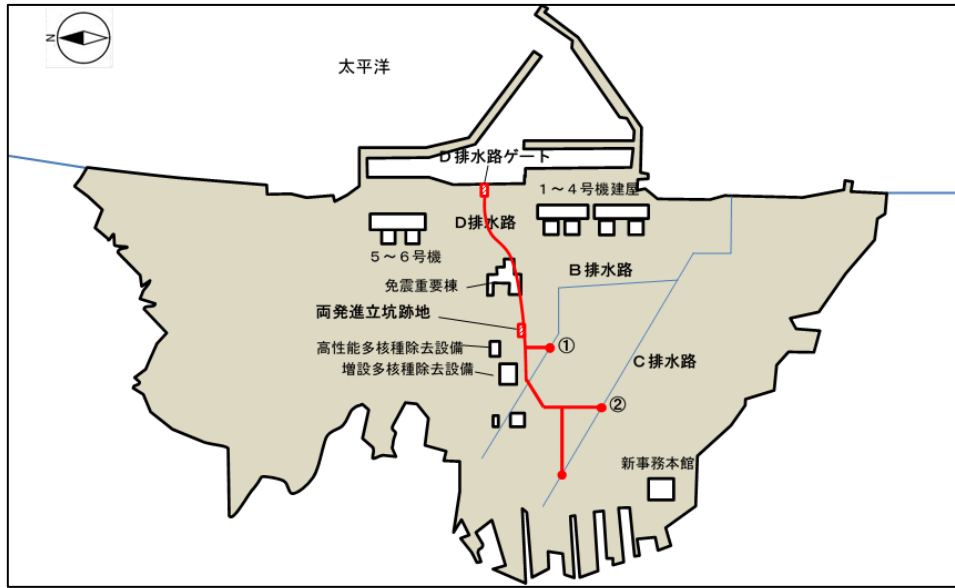 N
太平洋
D排水路ゲート
1～4号機建屋
D排水路
5～6号機
B排水路
免震重要棟
両発進立坑跡地
①
高性能多核種除去設備
C排水路
増設多核種除去設備
②
新事務本館